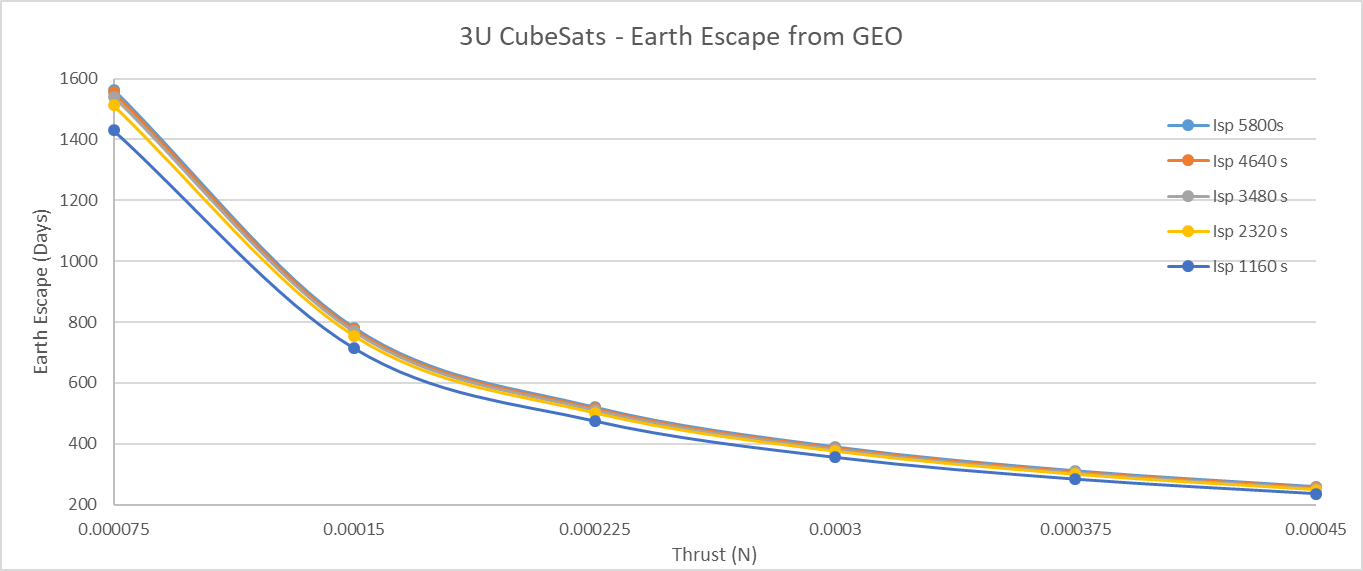 3U CubeSats - Earth Escape from GEO
1600
1400
1200
1000
800
600
400
200
Earth Escape (Days)
Isp 5800s
Isp 4640 s
Isp 3480 s
Isp 2320 s
Isp 1160 s
0.000075 0.00015 0.000225 0.0003 0.000375 0.00045
Thrust (N)